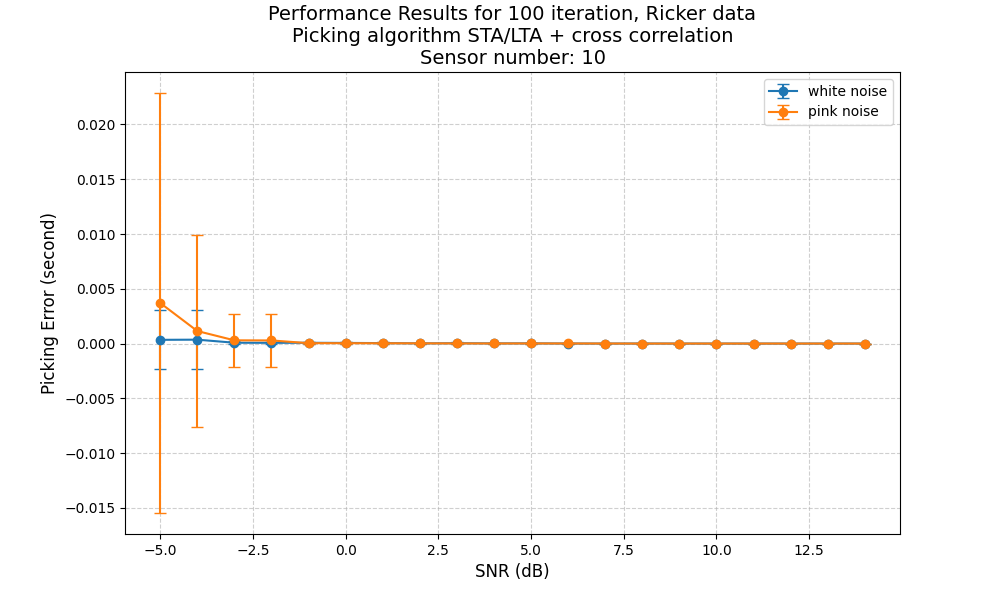 Performance Results for 100 iteration, Ricker data
Picking algorithm STA/LTA + cross correlation
Sensor number: 10
white noise
pink noise
Picking Error (second)
0.020
0.015
0.010
0.005
0.000
−0.005
−0.010
−0.015
−5.0 −2.5 0.0 2.5 5.0 7.5 10.0 12.5
SNR (dB)